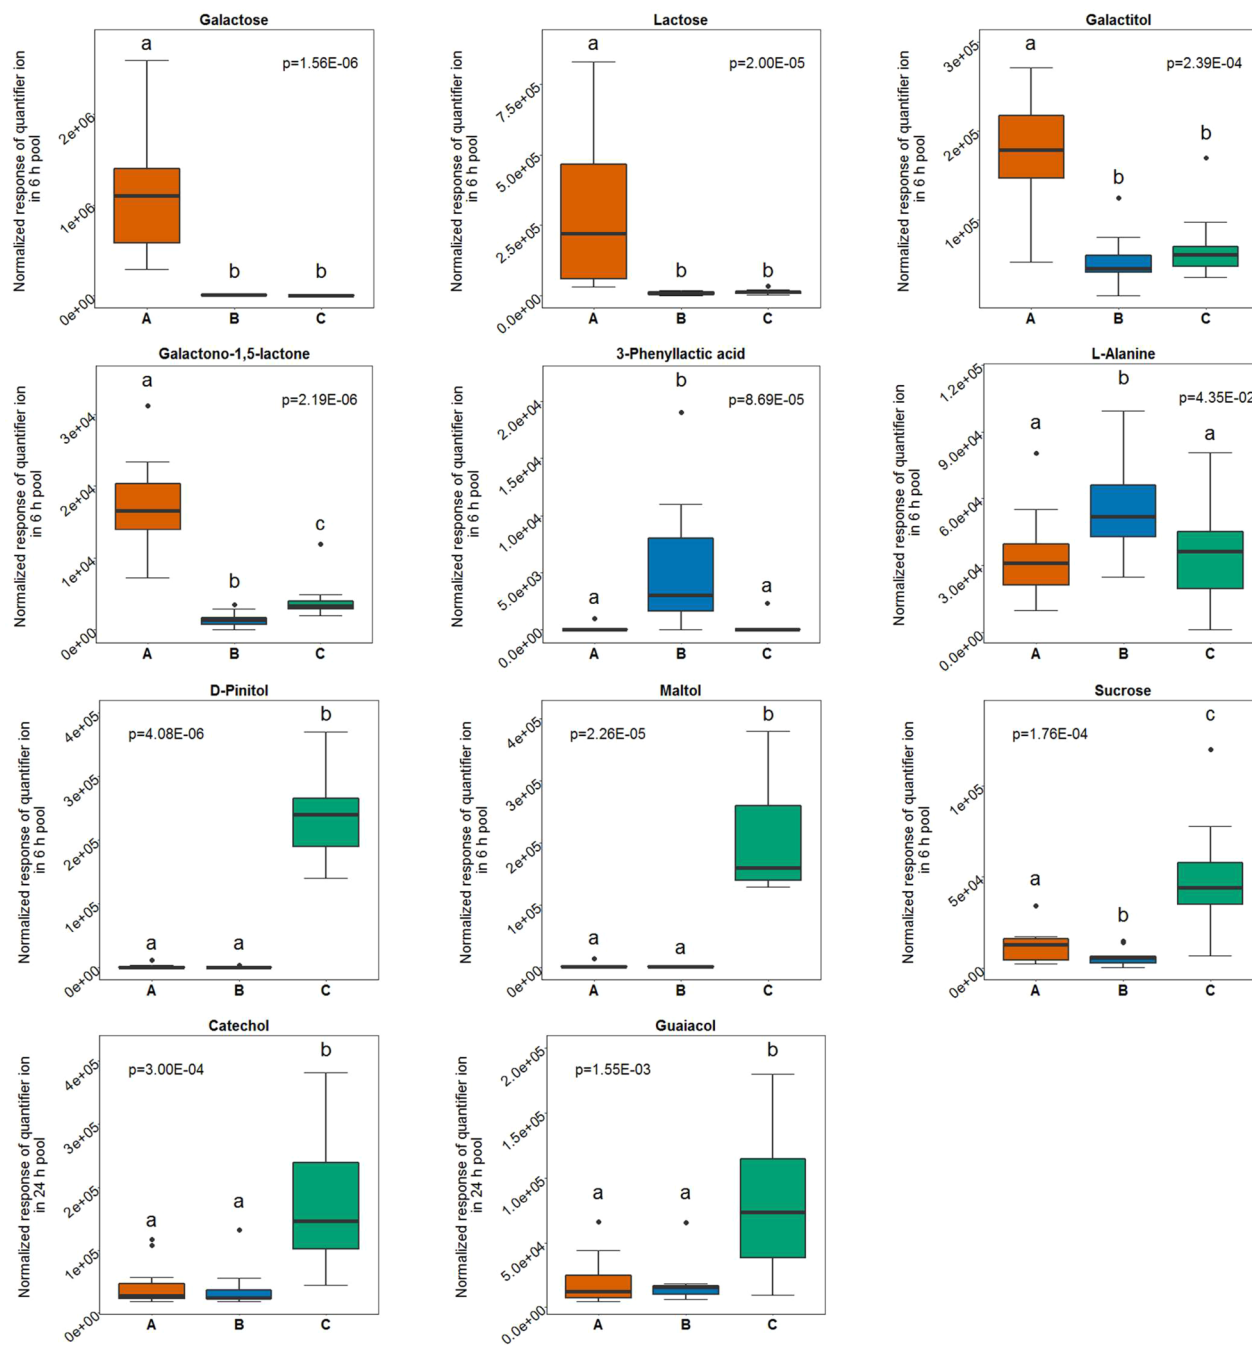 Galactose
Normalized response of quantifier ion
in 6 h pool
2e+06
1e+06
0e+00
a
b
b
p=1.56E-06
A
B
C
Lactose
Normalized response of quantifier ion
in 6 h pool
7.5e+05
5.0e+05
2.5e+05
0.0e+00
a
b
b
p=2.00E-05
A
B
C
Galactitol
Normalized response of quantifier ion
in 6 h pool
3e+05
2e+05
1e+05
a
b
b
p=2.39E-04
A
B
C
Galactono-1,5-lactone
Normalized response of quantifier ion
in 6 h pool
3e+04
2e+04
1e+04
0e+00
a
b
c
p=2.19E-06
A
B
C
3-Phenyllactic acid
Normalized response of quantifier ion
in 6 h pool
2.0e+04
1.5e+04
1.0e+04
5.0e+03
0.0e+00
a
b
a
p=8.69E-05
A
B
C
L-Alanine
Normalized response of quantifier ion
in 6 h pool
1.2e+05
9.0e+04
6.0e+04
3.0e+04
0.0e+00
a
b
a
p=4.35E-02
A
B
C
D-Pinitol
Normalized response of quantifier ion
in 6 h pool
4e+05
3e+05
2e+05
1e+05
0e+00
p=4.08E-06
a
a
b
A
B
C
Maltol
Normalized response of quantifier ion
in 6 h pool
4e+05
3e+05
2e+05
1e+05
0e+00
p=2.26E-05
a
a
b
A
B
C
Sucrose
Normalized response of quantifier ion
in 6 h pool
1e+05
5e+04
0e+00
p=1.76E-04
a
b
c
A
B
C
Catechol
Normalized response of quantifier ion
in 24 h pool
4e+05
3e+05
2e+05
1e+05
0e+00
p=3.00E-04
a
a
b
A
B
C
Guaiacol
Normalized response of quantifier ion
in 24 h pool
2.0e+05
1.5e+05
1.0e+05
5.0e+04
0.0e+00
p=1.55E-03
a
a
b
A
B
C